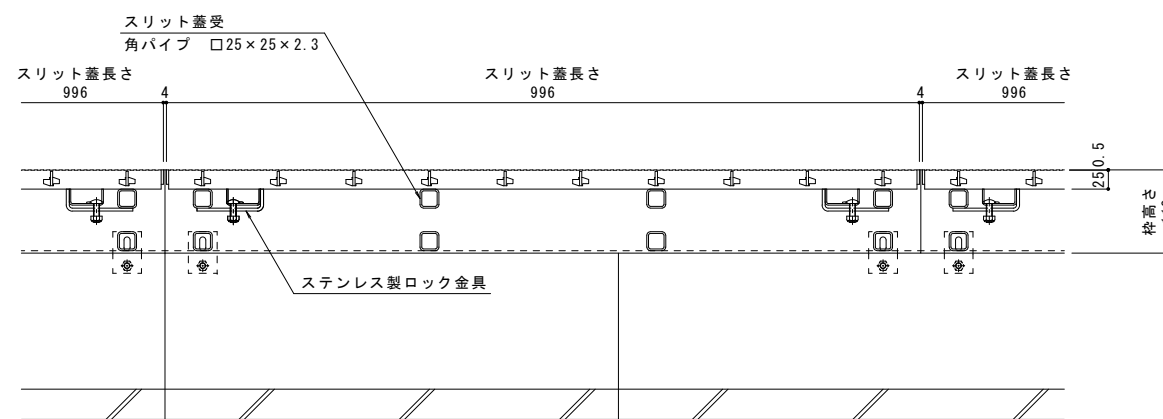 スリット蓋受
角パイプ □25×25×2.3
スリット蓋長さ
996
4
スリット蓋長さ
996
4
スリット蓋長さ
996
25
0.5
枠高さ
ステンレス製ロック金具